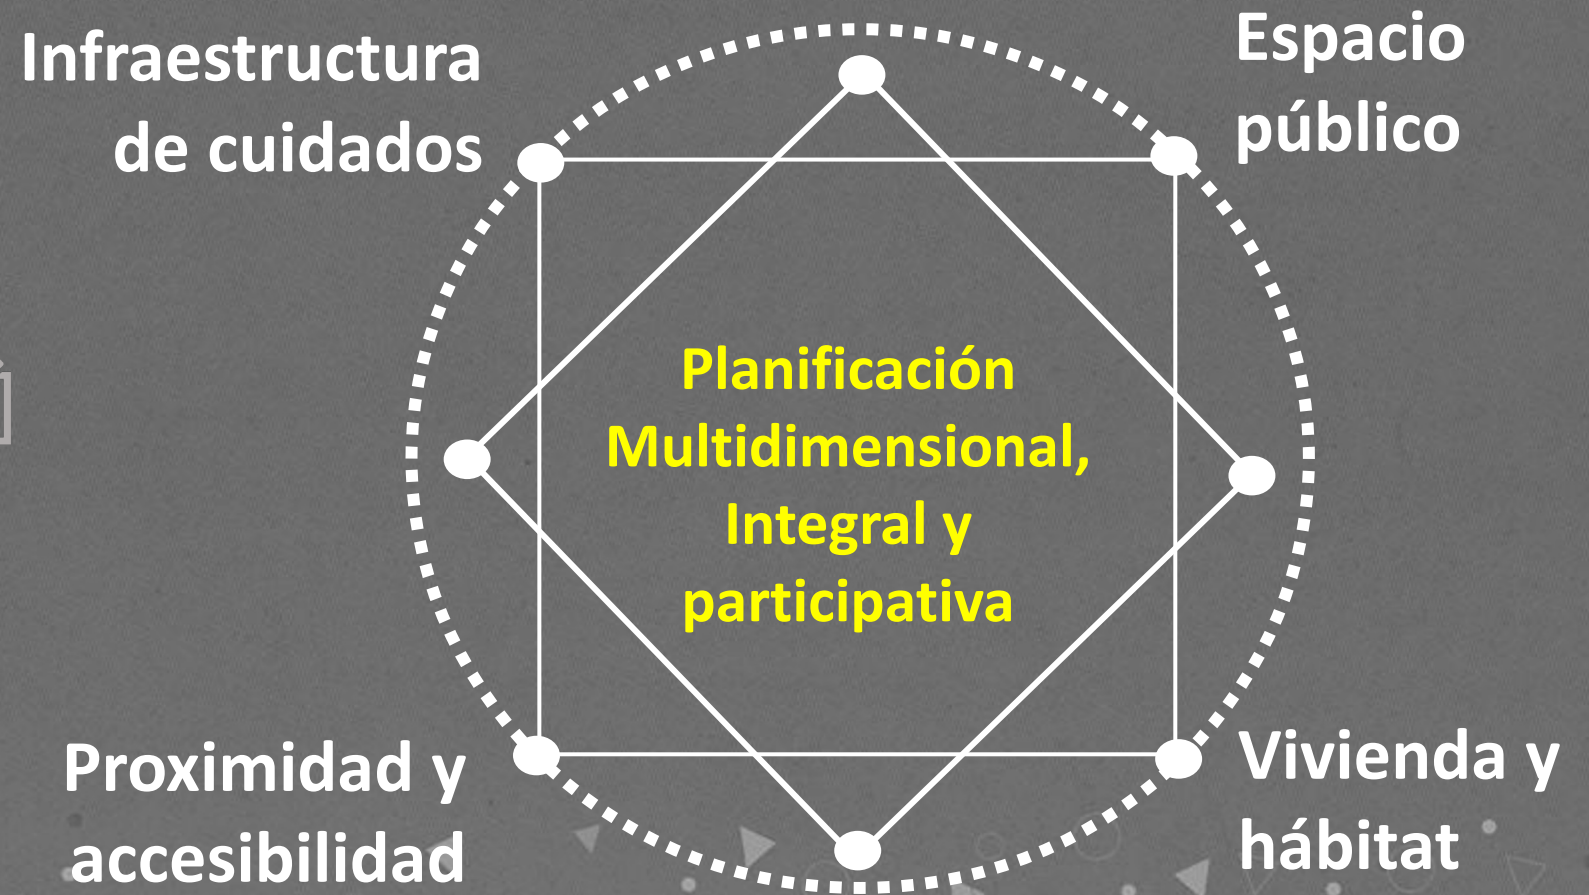 Infraestructura
de cuidados
Espacio
público
Planificación
Multidimensional,
Integral y
participativa
Proximidad y
accesibilidad
Vivienda y
hábitat